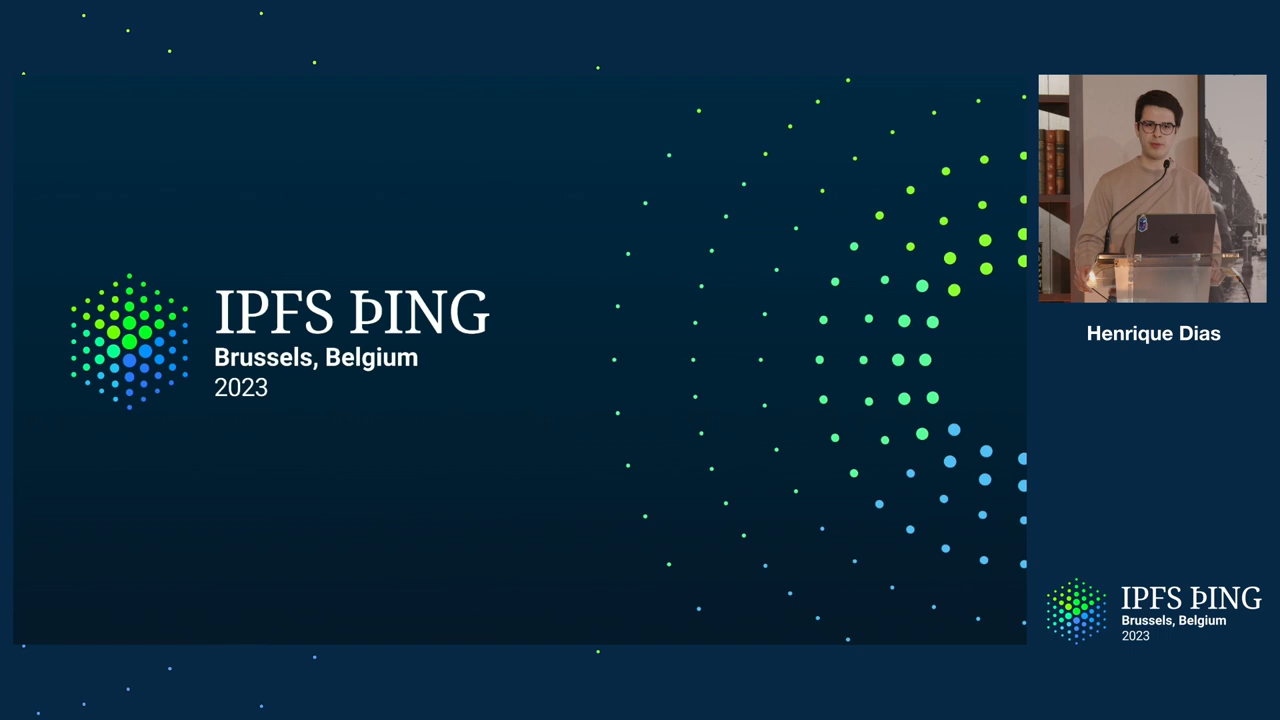 IPFS ÞING
Brussels, Belgium
2023
Henrique Dias
IPFS ÞING
Brussels, Belgium
2023